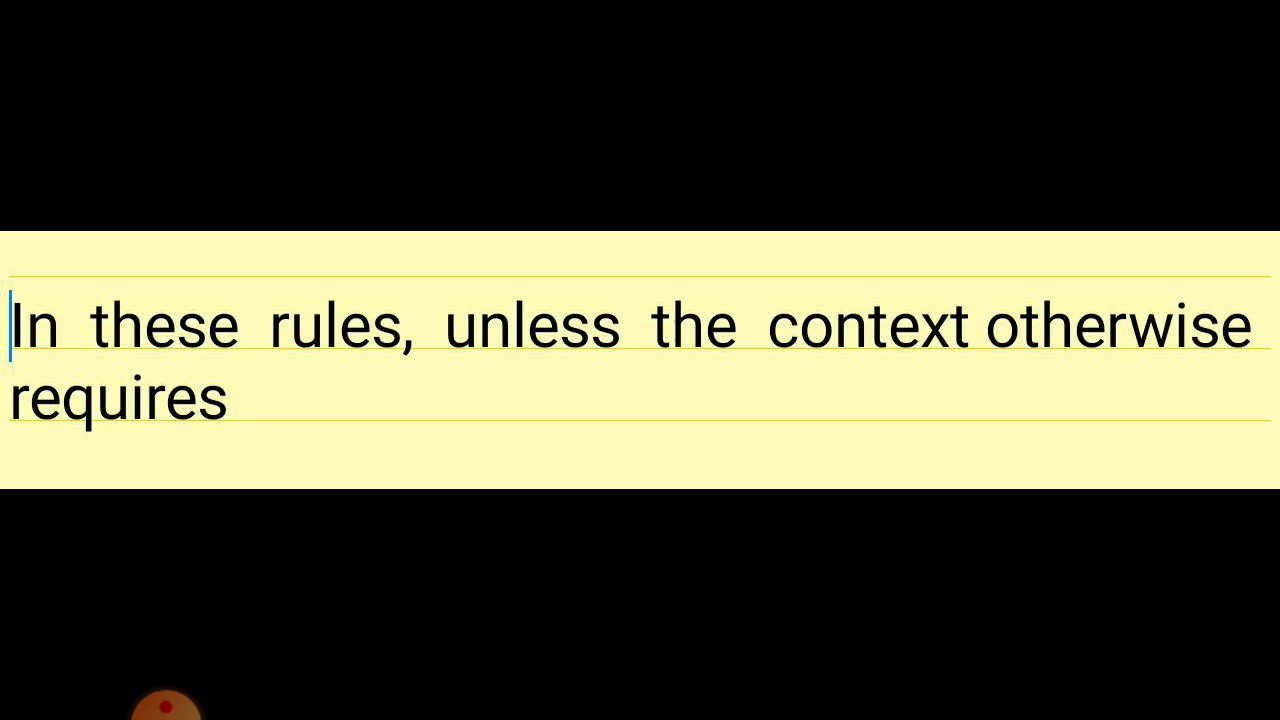 In these rules, unless the context otherwise
requires